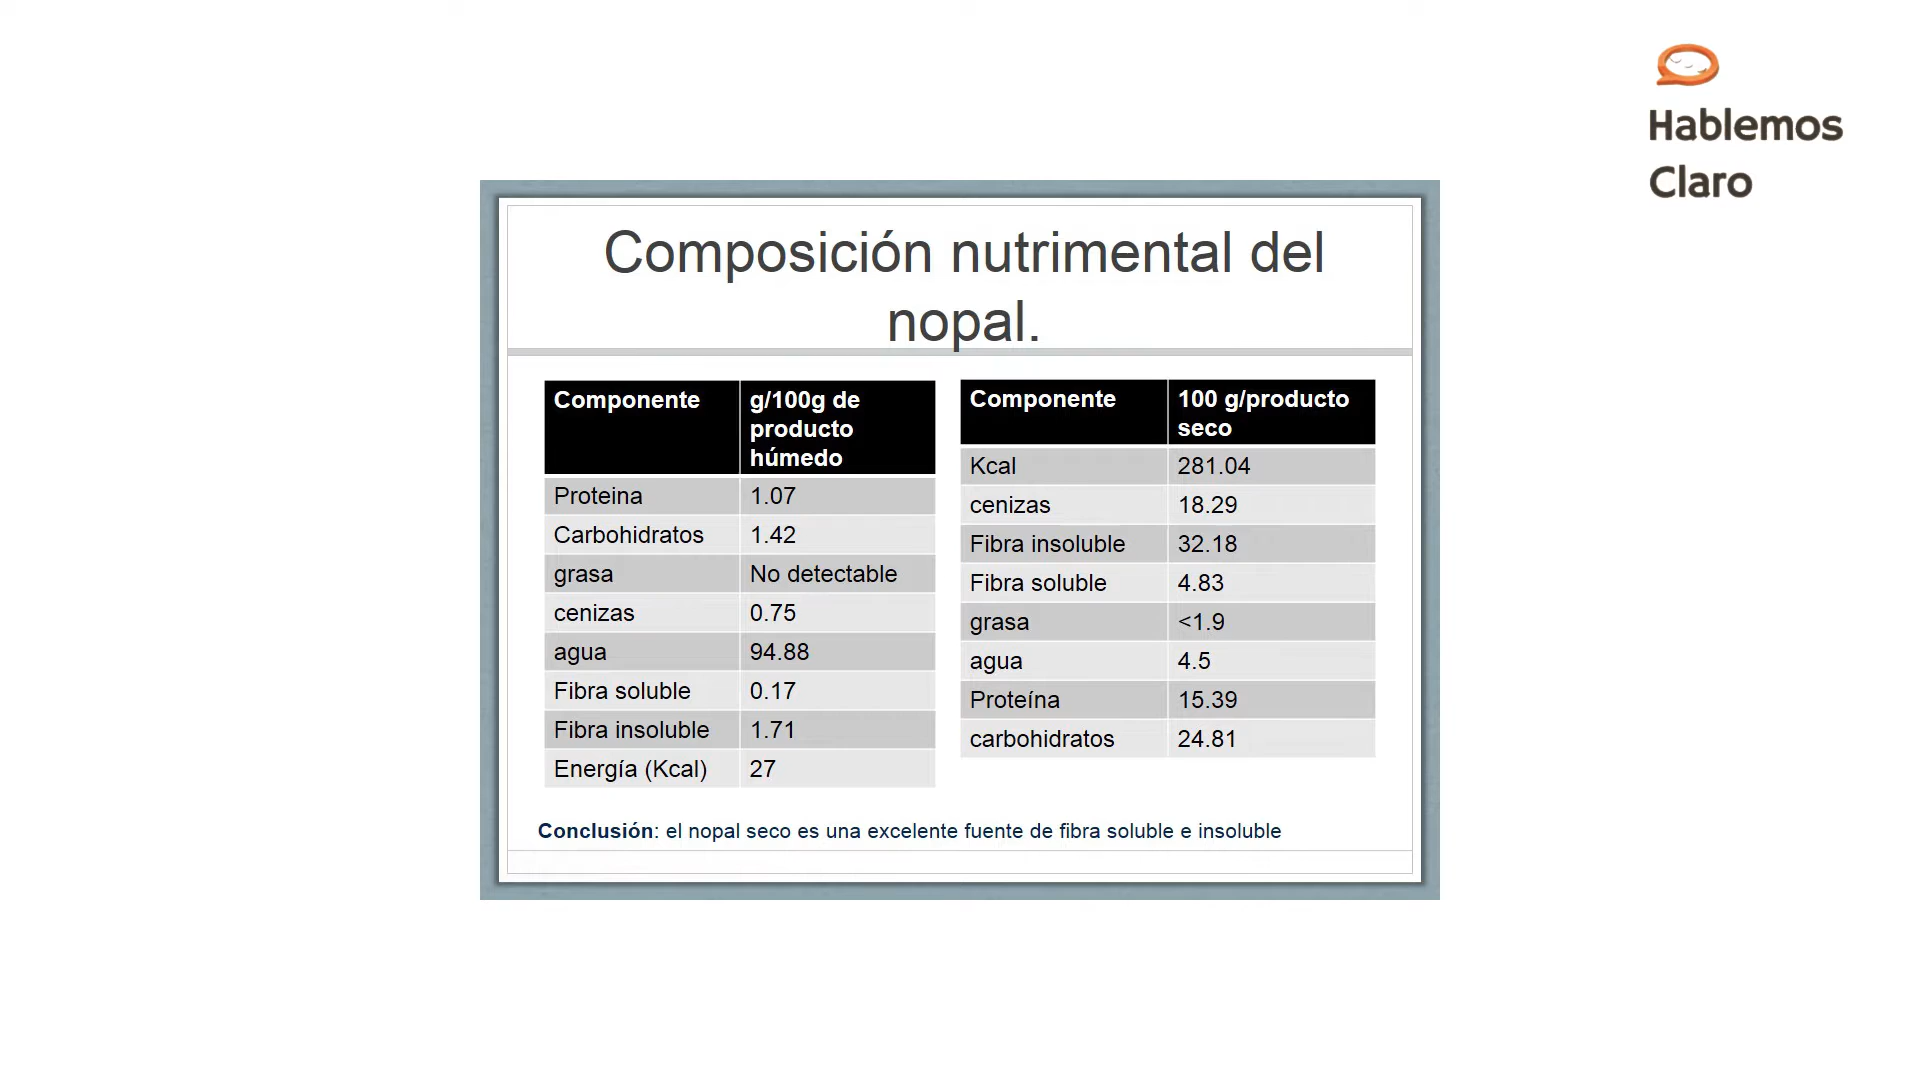 Hablemos
Claro
Composición nutrimental del
nopal.
Componente g/100g de
producto
húmedo
Proteina 1.07
Carbohidratos 1.42
grasa No detectable
cenizas 0.75
agua 94.88
Fibra soluble 0.17
Fibra insoluble 1.71
Energía (Kcal) 27
Componente 100 g/producto
seco
Kcal 281.04
cenizas 18.29
Fibra insoluble 32.18
Fibra soluble 4.83
grasa <1.9
agua 4.5
Proteína 15.39
carbohidratos 24.81
Conclusión: el nopal seco es una excelente fuente de fibra soluble e insoluble